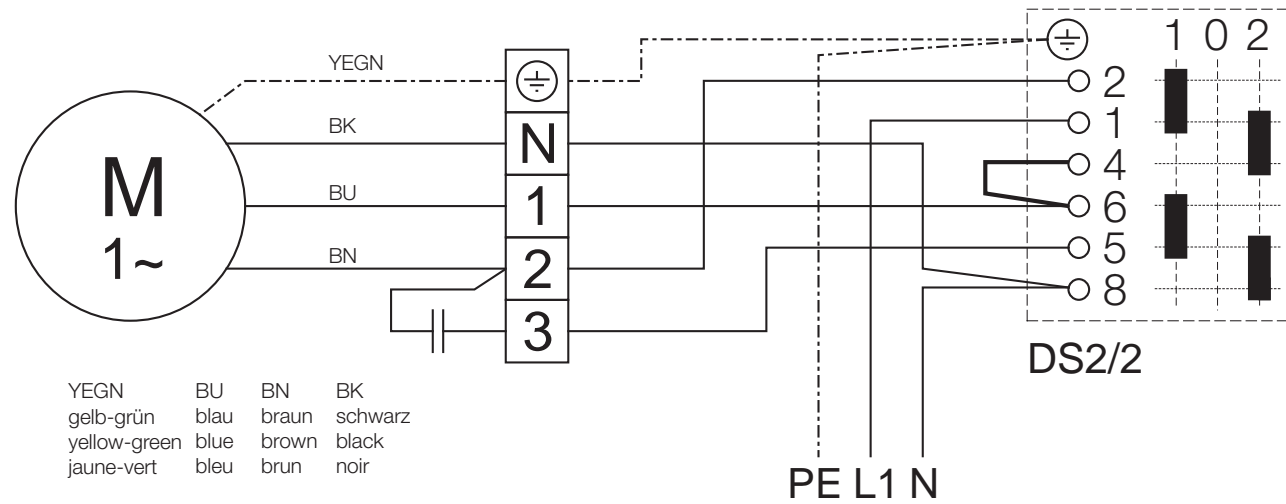 YEGN
BK
BU
BN
M
1~
N
1
2
3
1 0 2
2
1
4
6
5
8
DS2/2
YEGN BU BN BK
gelb-grün blau braun schwarz
yellow-green blue brown black
jaune-vert bleu brun noir
PE L1 N